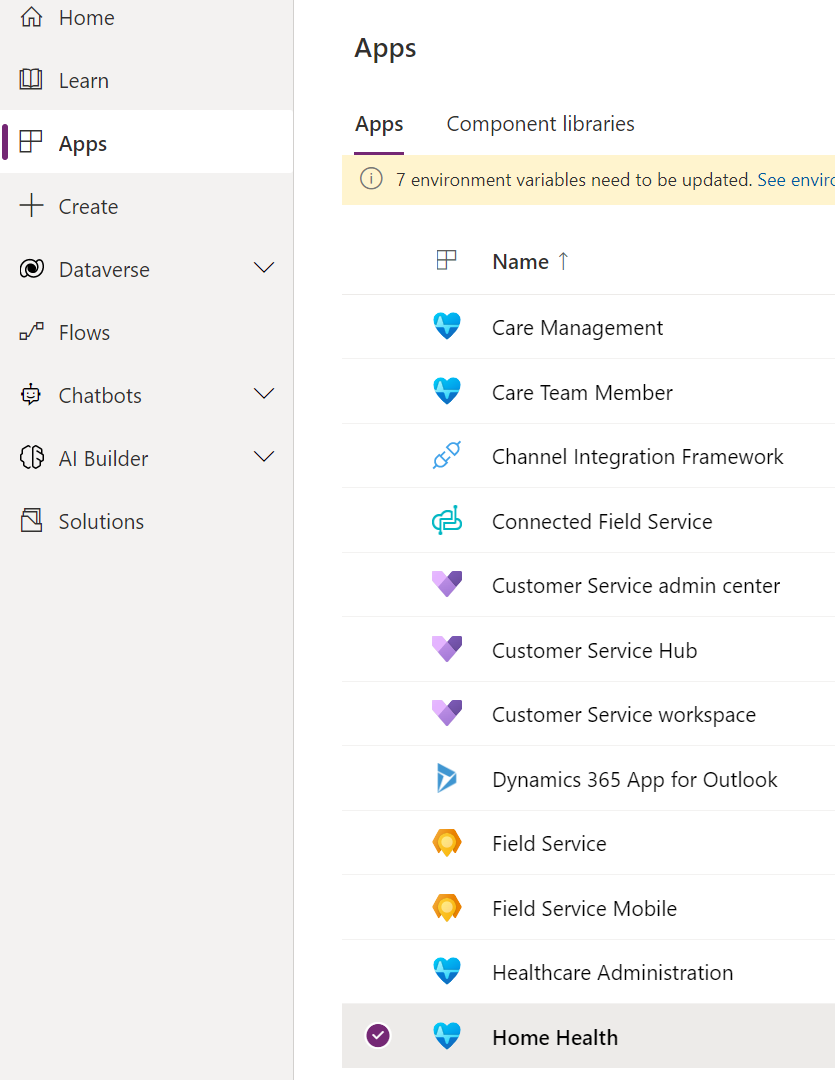 Home
Learn
Apps
Create
Dataverse
Flows
Chatbots
AI Builder
Solutions
Apps
Apps
Component libraries
7 environment variables need to be updated. See enviro
Name ↑
Care Management
Care Team Member
Channel Integration Framework
Connected Field Service
Customer Service admin center
Customer Service Hub
Customer Service workspace
Dynamics 365 App for Outlook
Field Service
Field Service Mobile
Healthcare Administration
Home Health